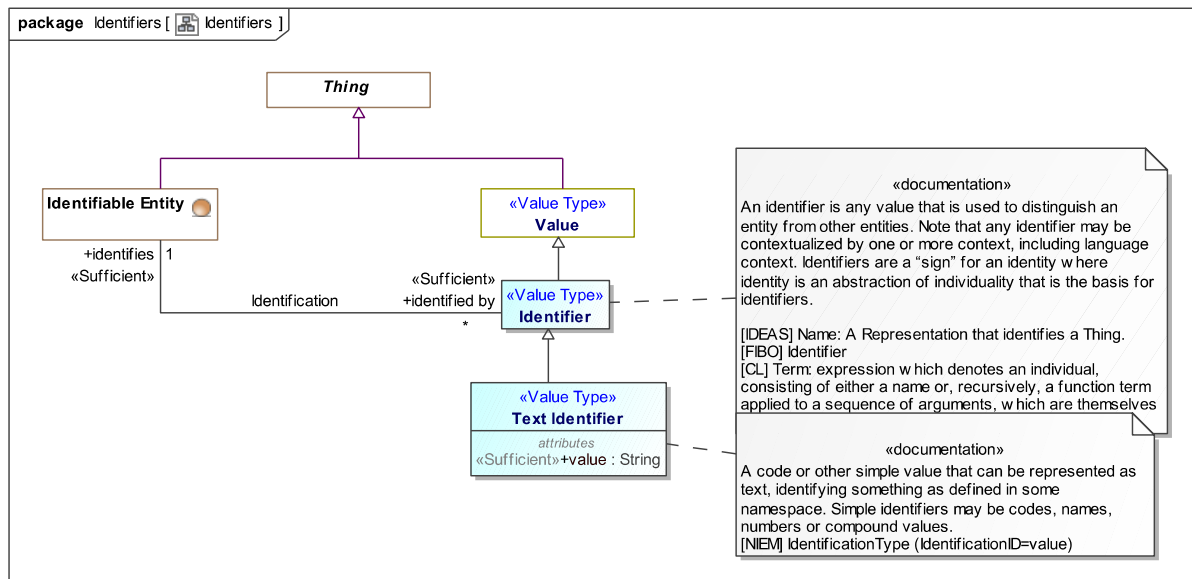 package Identifiers [ Identifiers ]
Thing
Identifiable Entity
«Value Type»
Value
+identifies
1
«Sufficient»
«Sufficient»
Identification
+identified by
*
«Value Type»
Identifier
«Value Type»
Text Identifier
attributes
«Sufficient»+value : String
«documentation»
An identifier is any value that is used to distinguish an
entity from other entities. Note that any identifier may be
contextualized by one or more context, including language
context. Identifiers are a “sign” for an identity where
identity is an abstraction of individuality that is the basis for
identifiers.
[IDEAS] Name: A Representation that identifies a Thing.
[FIBO] Identifier
[CL] Term: expression which denotes an individual,
consisting of either a name or, recursively, a function term
applied to a sequence of arguments, which are themselves
«documentation»
A code or other simple value that can be represented as
text, identifying something as defined in some
namespace. Simple identifiers may be codes, names,
numbers or compound values.
[NIEM] IdentificationType (IdentificationID=value)